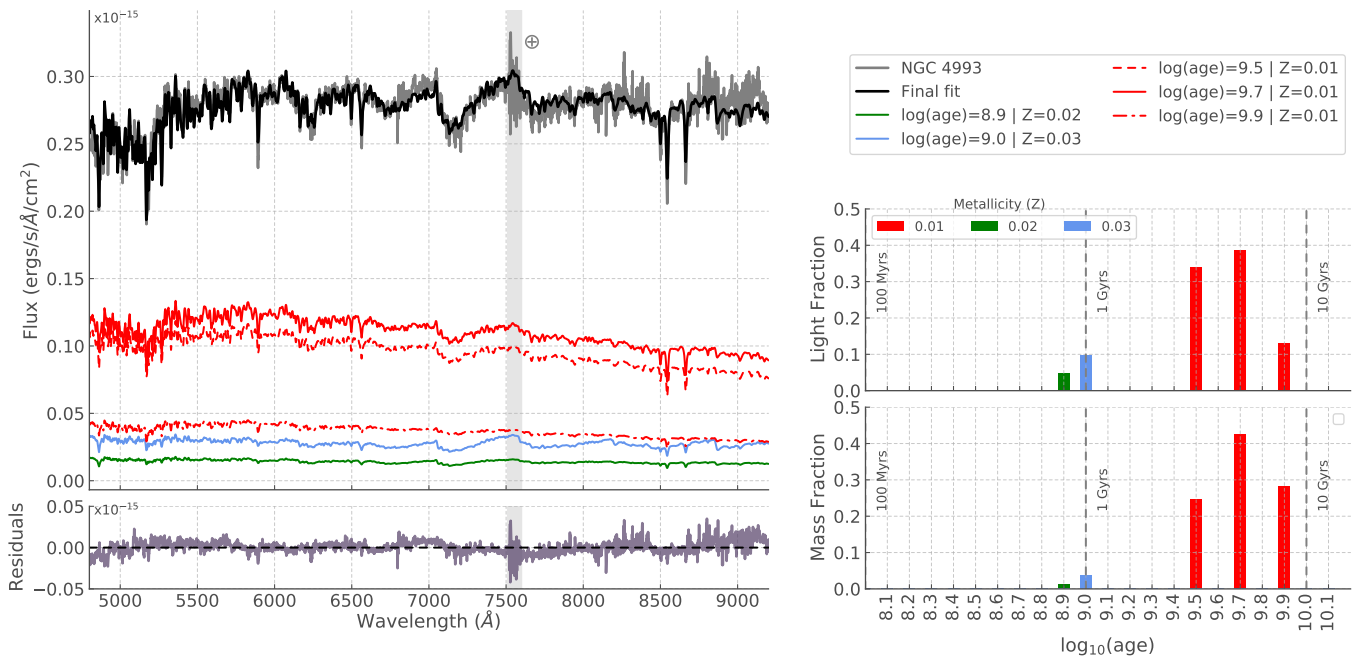 x10⁻¹⁵
0.30
0.25
0.20
0.15
0.10
0.05
0.00
Flux (ergs/s/Å/cm²)
⊕
x10⁻¹⁵
0.05
0.00
−0.05
Residuals
5000 5500 6000 6500 7000 7500 8000 8500 9000
Wavelength (Å)
NGC 4993
Final fit
log(age)=8.9 | Z=0.02
log(age)=9.0 | Z=0.03
log(age)=9.5 | Z=0.01
log(age)=9.7 | Z=0.01
log(age)=9.9 | Z=0.01
Metallicity (Z)
0.01 0.02 0.03
0.5
0.4
0.3
0.2
0.1
0.0
Light Fraction
100 Myrs
1 Gyrs
10 Gyrs
0.5
0.4
0.3
0.2
0.1
0.0
Mass Fraction
100 Myrs
1 Gyrs
10 Gyrs
8.1 8.2 8.3 8.4 8.5 8.6 8.7 8.8 8.9 9.0 9.1 9.2 9.3 9.4 9.5 9.6 9.7 9.8 9.9 10.0 10.1
log₁₀(age)